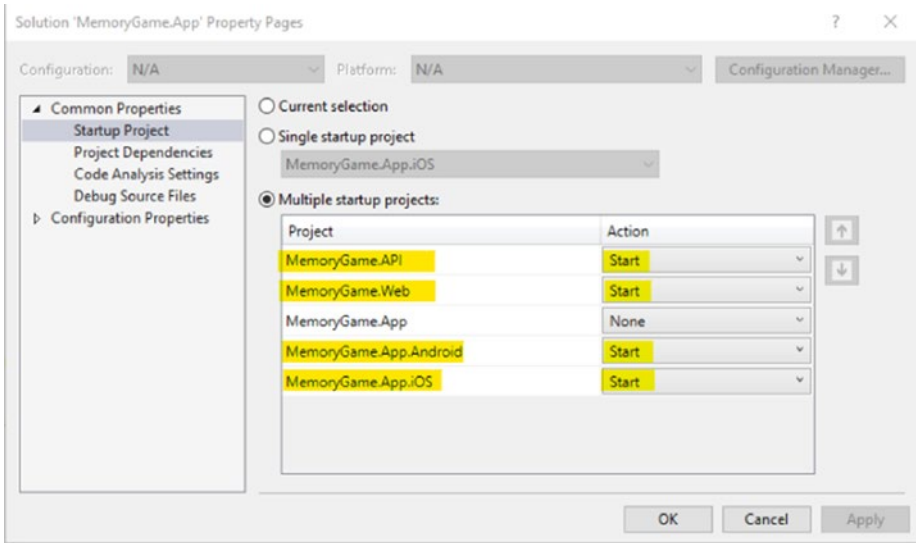 Solution 'MemoryGame.App' Property Pages ? ×
Configuration: N/A Platform: N/A Configuration Manager...
Common Properties
Startup Project
Project Dependencies
Code Analysis Settings
Debug Source Files
Configuration Properties
Current selection
Single startup project
MemoryGame.App.iOS
Multiple startup projects:
Project Action
MemoryGame.API Start
MemoryGame.Web Start
MemoryGame.App None
MemoryGame.App.Android Start
MemoryGame.App.iOS Start
OK Cancel Apply